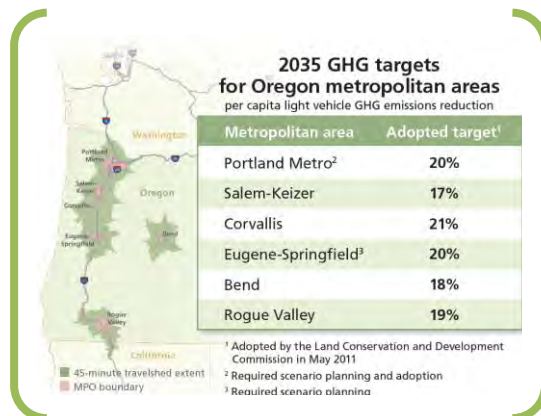 2035 GHG targets
for Oregon metropolitan areas
per capita light vehicle GHG emissions reduction
Metropolitan area Adopted target¹
Portland Metro² 20%
Salem-Keizer 17%
Corvallis 21%
Eugene-Springfield³ 20%
Bend 18%
Rogue Valley 19%
¹ Adopted by the Land Conservation and Development
Commission in May 2011
² Required scenario planning and adoption
³ Required scenario planning
Washington
Portland
Metro
Salem-
Keizer
Oregon
Corvallis
Eugene-
Springfield
Bend
Rogue
Valley
California
45-minute travelshed extent
MPO boundary